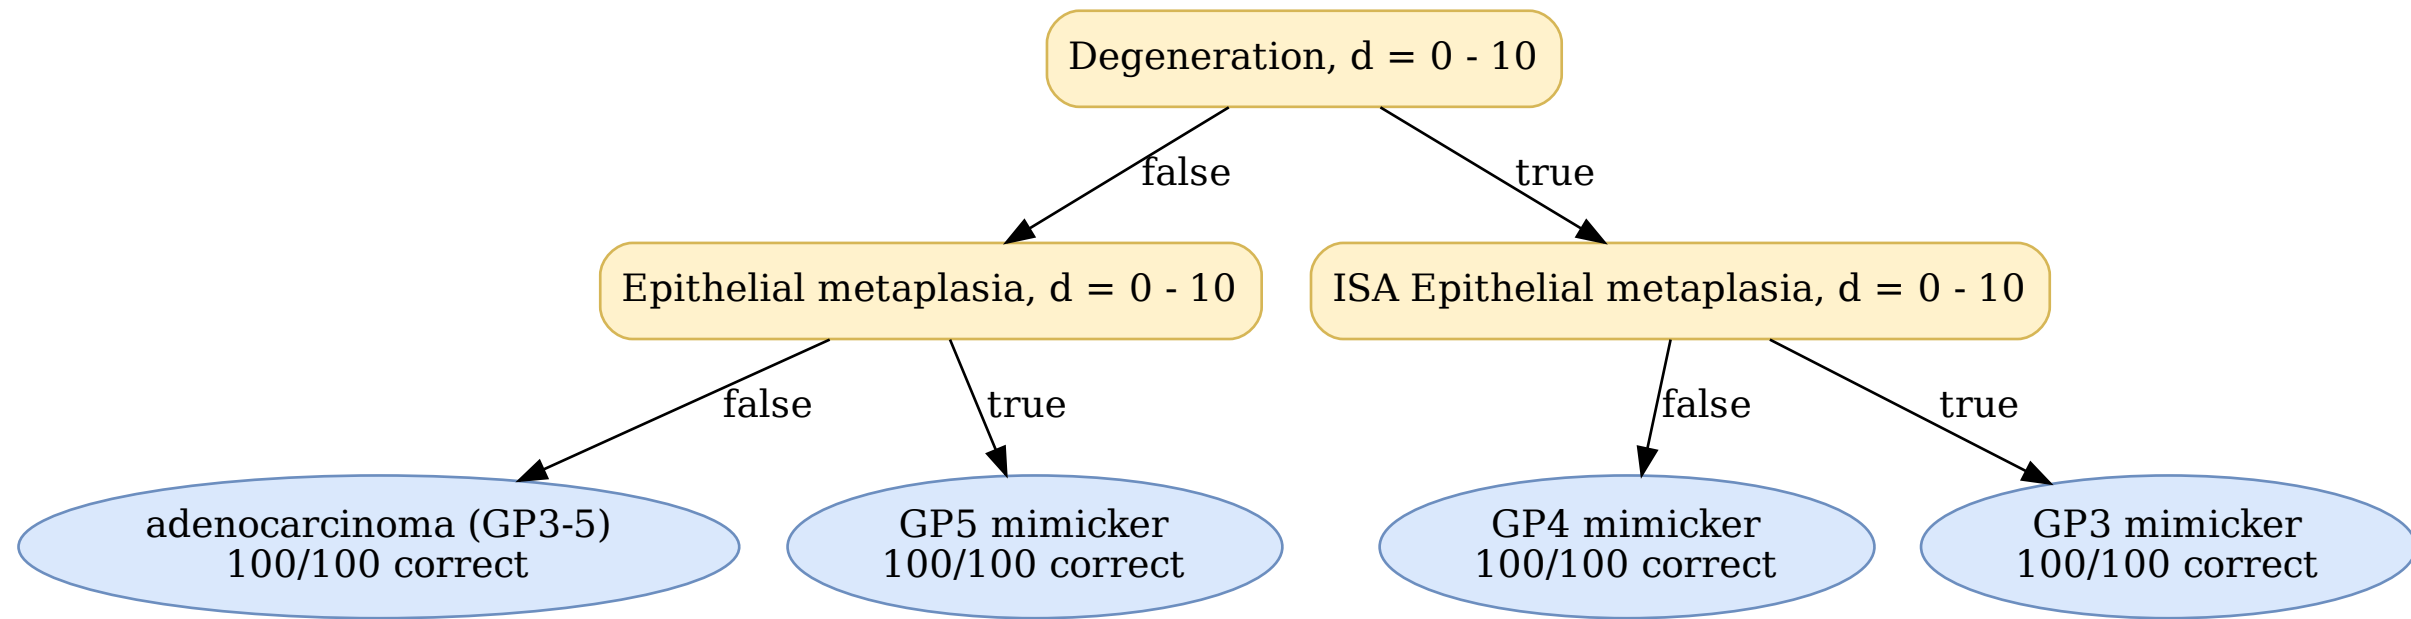 Degeneration, d = 0 - 10
false
true
Epithelial metaplasia, d = 0 - 10
ISA Epithelial metaplasia, d = 0 - 10
false
true
false
true
adenocarcinoma (GP3-5)
100/100 correct
GP5 mimicker
100/100 correct
GP4 mimicker
100/100 correct
GP3 mimicker
100/100 correct